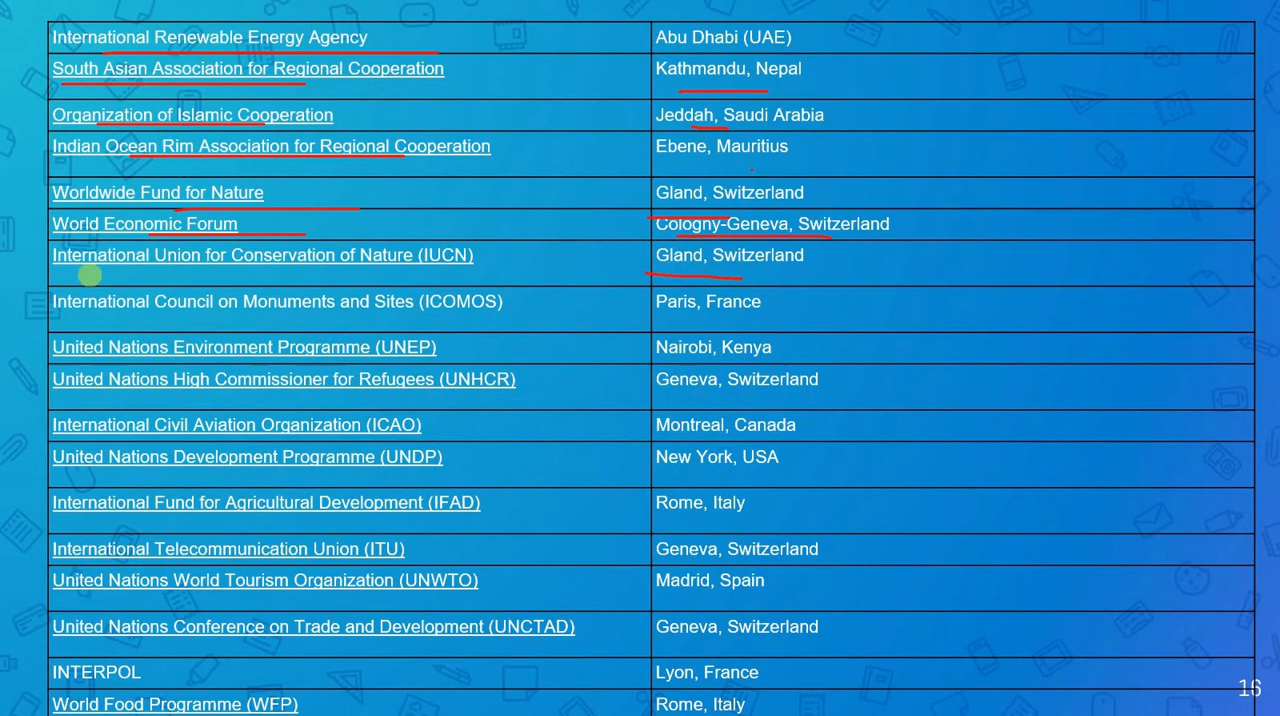 International Renewable Energy Agency Abu Dhabi (UAE)
South Asian Association for Regional Cooperation Kathmandu, Nepal
Organization of Islamic Cooperation Jeddah, Saudi Arabia
Indian Ocean Rim Association for Regional Cooperation Ebene, Mauritius
Worldwide Fund for Nature Gland, Switzerland
World Economic Forum Cologny-Geneva, Switzerland
International Union for Conservation of Nature (IUCN) Gland, Switzerland
International Council on Monuments and Sites (ICOMOS) Paris, France
United Nations Environment Programme (UNEP) Nairobi, Kenya
United Nations High Commissioner for Refugees (UNHCR) Geneva, Switzerland
International Civil Aviation Organization (ICAO) Montreal, Canada
United Nations Development Programme (UNDP) New York, USA
International Fund for Agricultural Development (IFAD) Rome, Italy
International Telecommunication Union (ITU) Geneva, Switzerland
United Nations World Tourism Organization (UNWTO) Madrid, Spain
United Nations Conference on Trade and Development (UNCTAD) Geneva, Switzerland
INTERPOL Lyon, France
16
World Food Programme (WFP) Rome, Italy